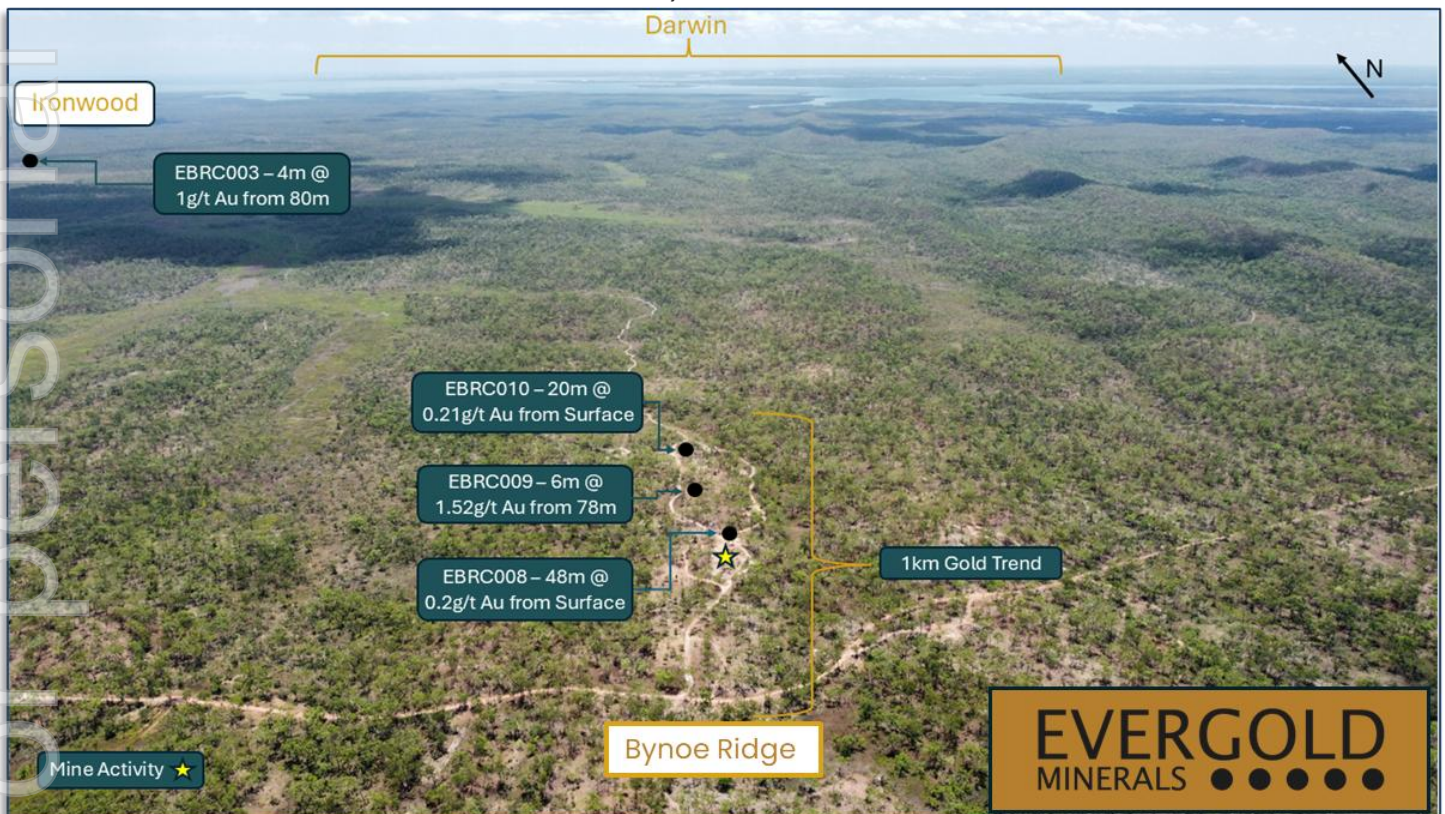 Darwin
N
Ironwood
EBRC003 – 4m @
1g/t Au from 80m
EBRC010 – 20m @
0.21g/t Au from Surface
EBRC009 – 6m @
1.52g/t Au from 78m
1km Gold Trend
EBRC008 – 48m @
0.2g/t Au from Surface
Bynoe Ridge
Mine Activity
EVERGOLD
MINERALS
personal